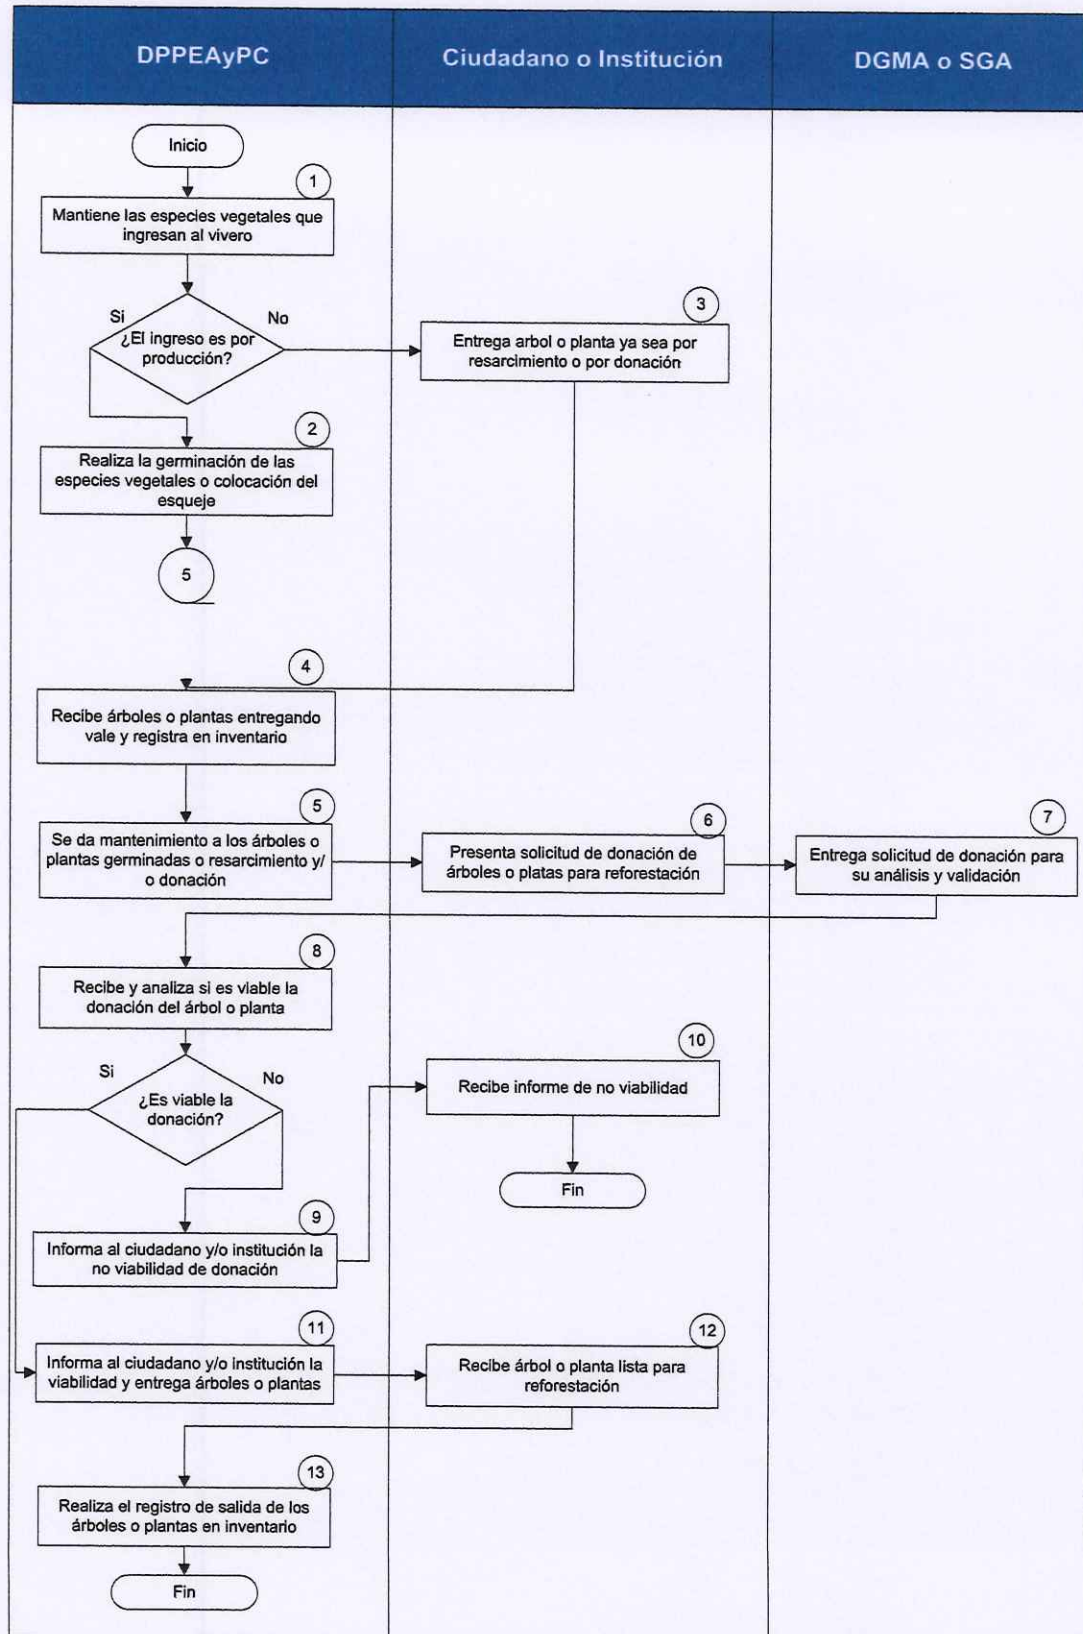 DPPEAyPC
Ciudadano o Institución
DGMA o SGA
Inicio
1
Mantiene las especies vegetales que
ingresan al vivero
Si
No
¿El ingreso es por
producción?
3
Entrega arbol o planta ya sea por
resarcimiento o por donación
2
Realiza la germinación de las
especies vegetales o colocación del
esqueje
5
4
Recibe árboles o plantas entregando
vale y registra en inventario
5
Se da mantenimiento a los árboles o
plantas germinadas o resarcimiento y/
o donación
6
Presenta solicitud de donación de
árboles o platas para reforestación
7
Entrega solicitud de donación para
su análisis y validación
8
Recibe y analiza si es viable la
donación del árbol o planta
Si
No
¿Es viable la
donación?
10
Recibe informe de no viabilidad
Fin
9
Informa al ciudadano y/o institución la
no viabilidad de donación
11
Informa al ciudadano y/o institución la
viabilidad y entrega árboles o plantas
12
Recibe árbol o planta lista para
reforestación
13
Realiza el registro de salida de los
árboles o plantas en inventario
Fin